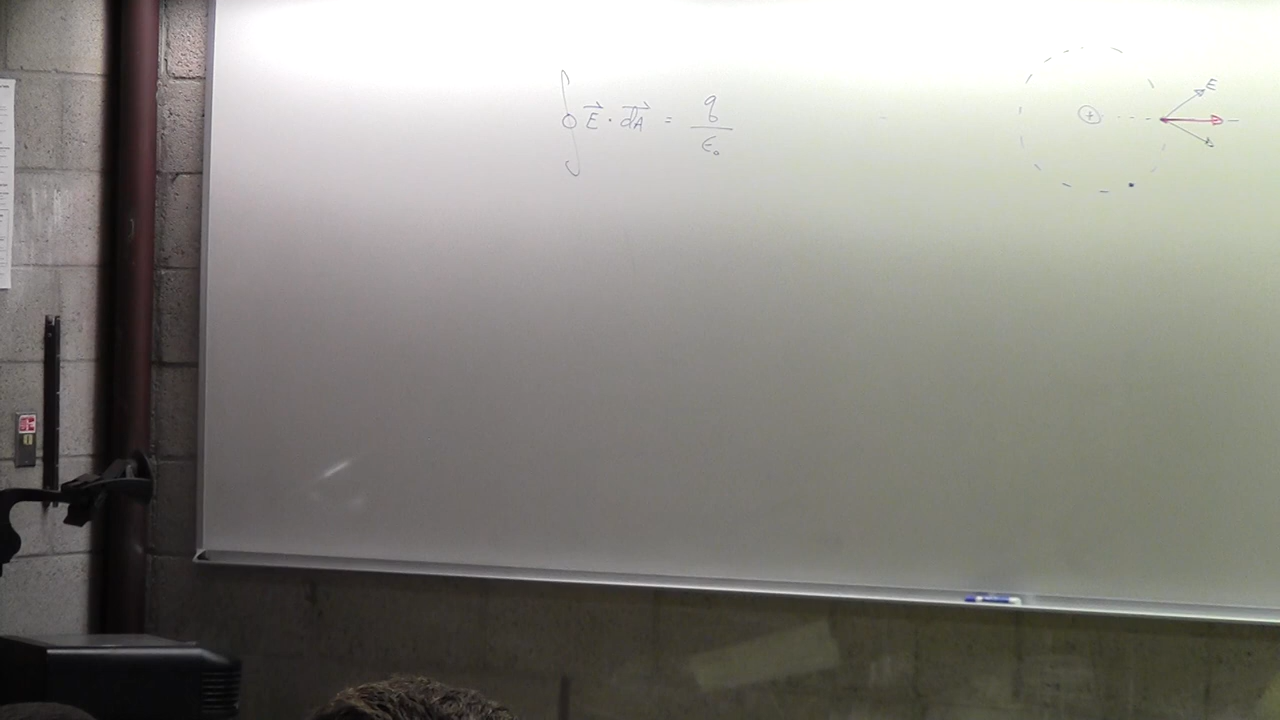 ∮ E⃗ · dA⃗ = q / ε₀
E
+